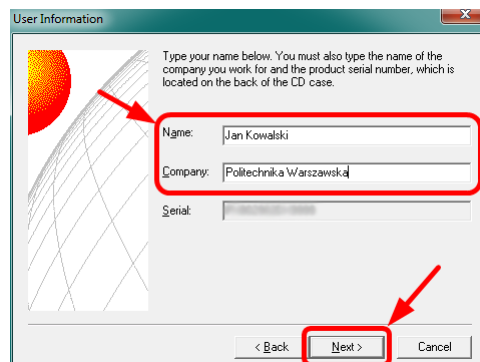 User Information
Type your name below. You must also type the name of the
company you work for and the product serial number, which is
located on the back of the CD case.
Name: Jan Kowalski
Company: Politechnika Warszawska
Serial:
< Back Next > Cancel